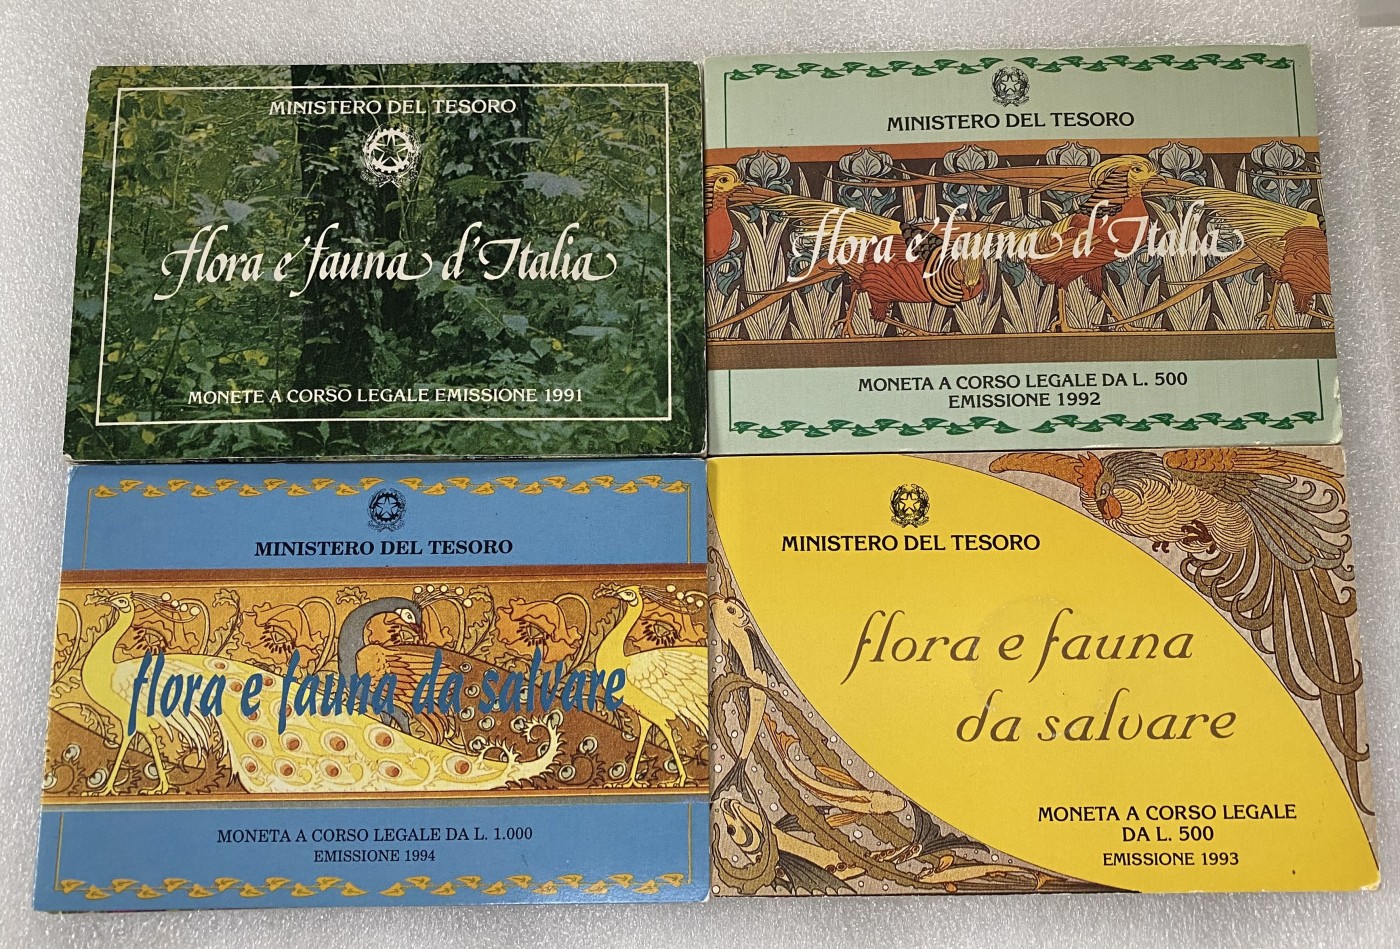 MINISTERO DEL TESORO
flora e fauna d'Italia
MONETE A CORSO LEGALE EMISSIONE 1991
MINISTERO DEL TESORO
flora e fauna d'Italia
MONETA A CORSO LEGALE DA L. 500
EMISSIONE 1992
MINISTERO DEL TESORO
flora e fauna da salvare
MONETA A CORSO LEGALE DA L. 1.000
EMISSIONE 1994
MINISTERO DEL TESORO
flora e fauna
da salvare
MONETA A CORSO LEGALE
DA L. 500
EMISSIONE 1993